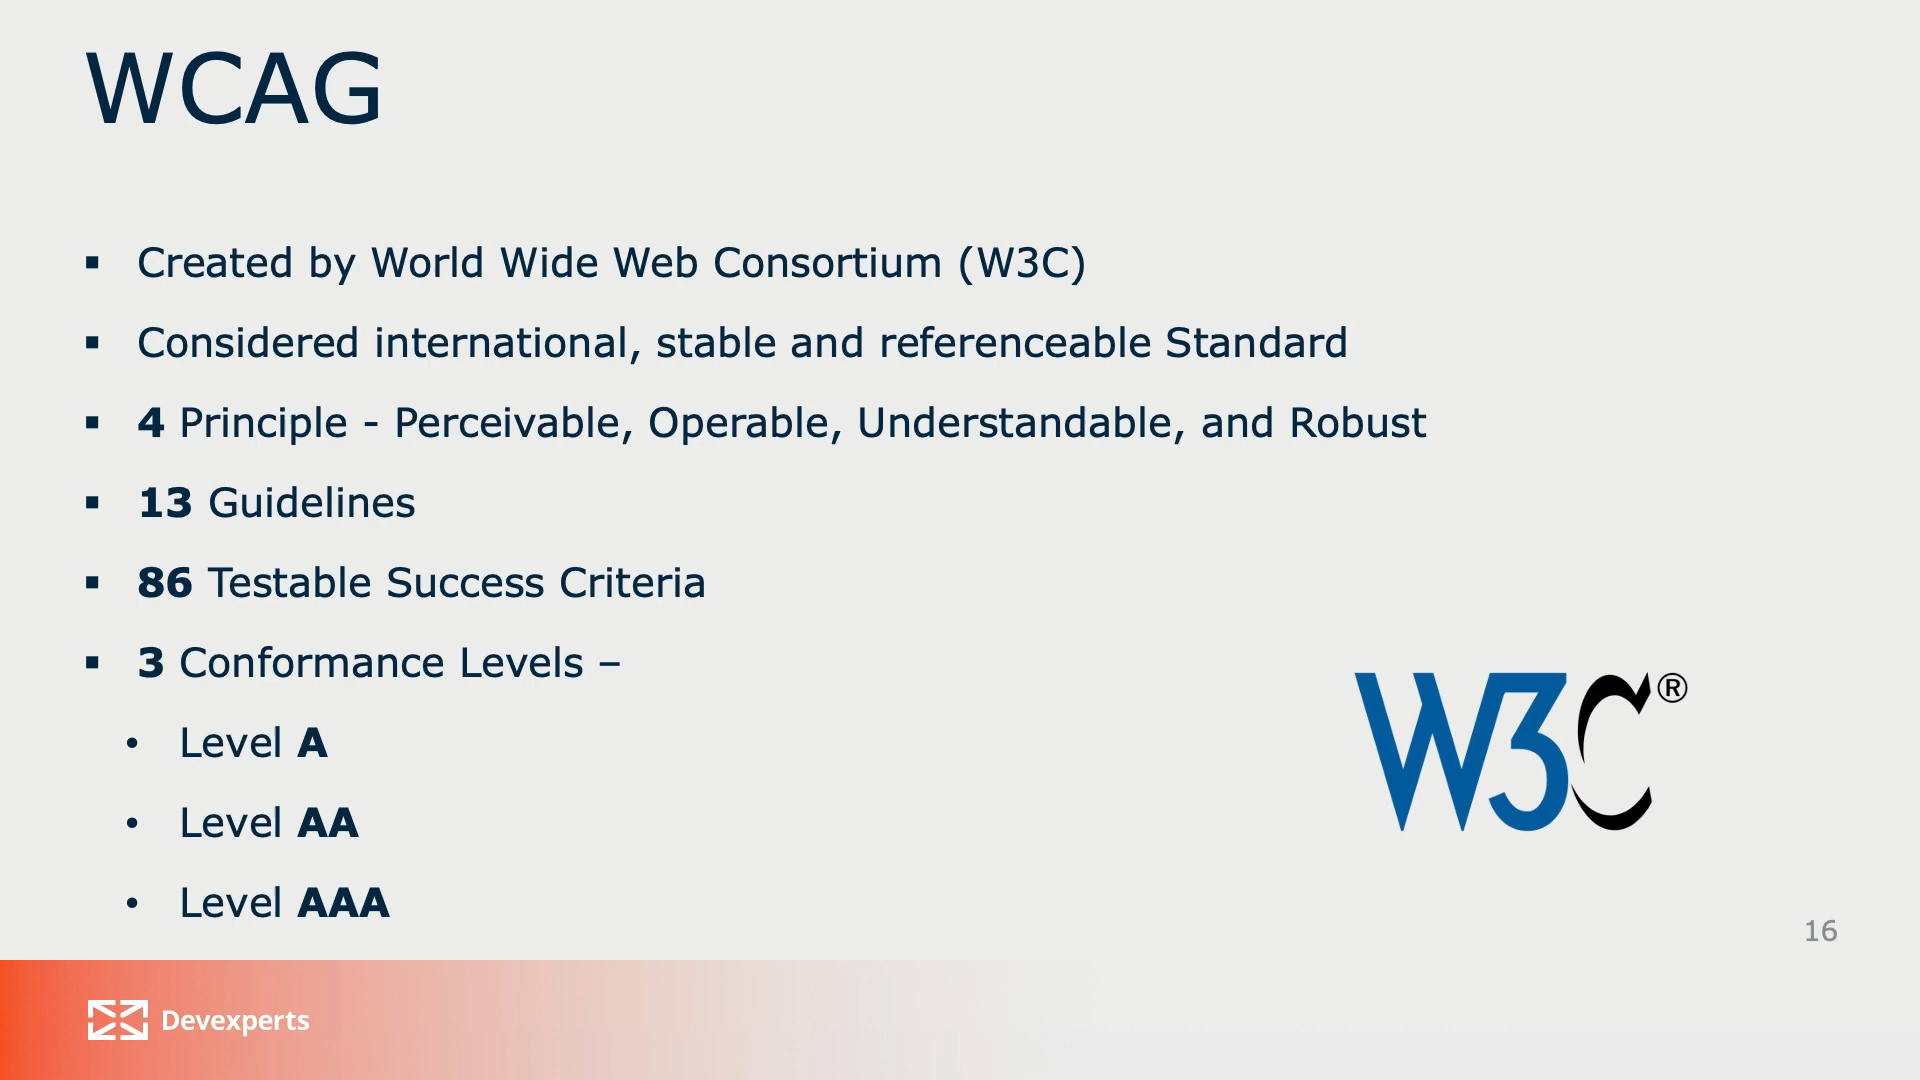 WCAG
▪ Created by World Wide Web Consortium (W3C)
▪ Considered international, stable and referenceable Standard
▪ 4 Principle - Perceivable, Operable, Understandable, and Robust
▪ 13 Guidelines
▪ 86 Testable Success Criteria
▪ 3 Conformance Levels –
• Level A
• Level AA
• Level AAA
W3C®
16
Devexperts